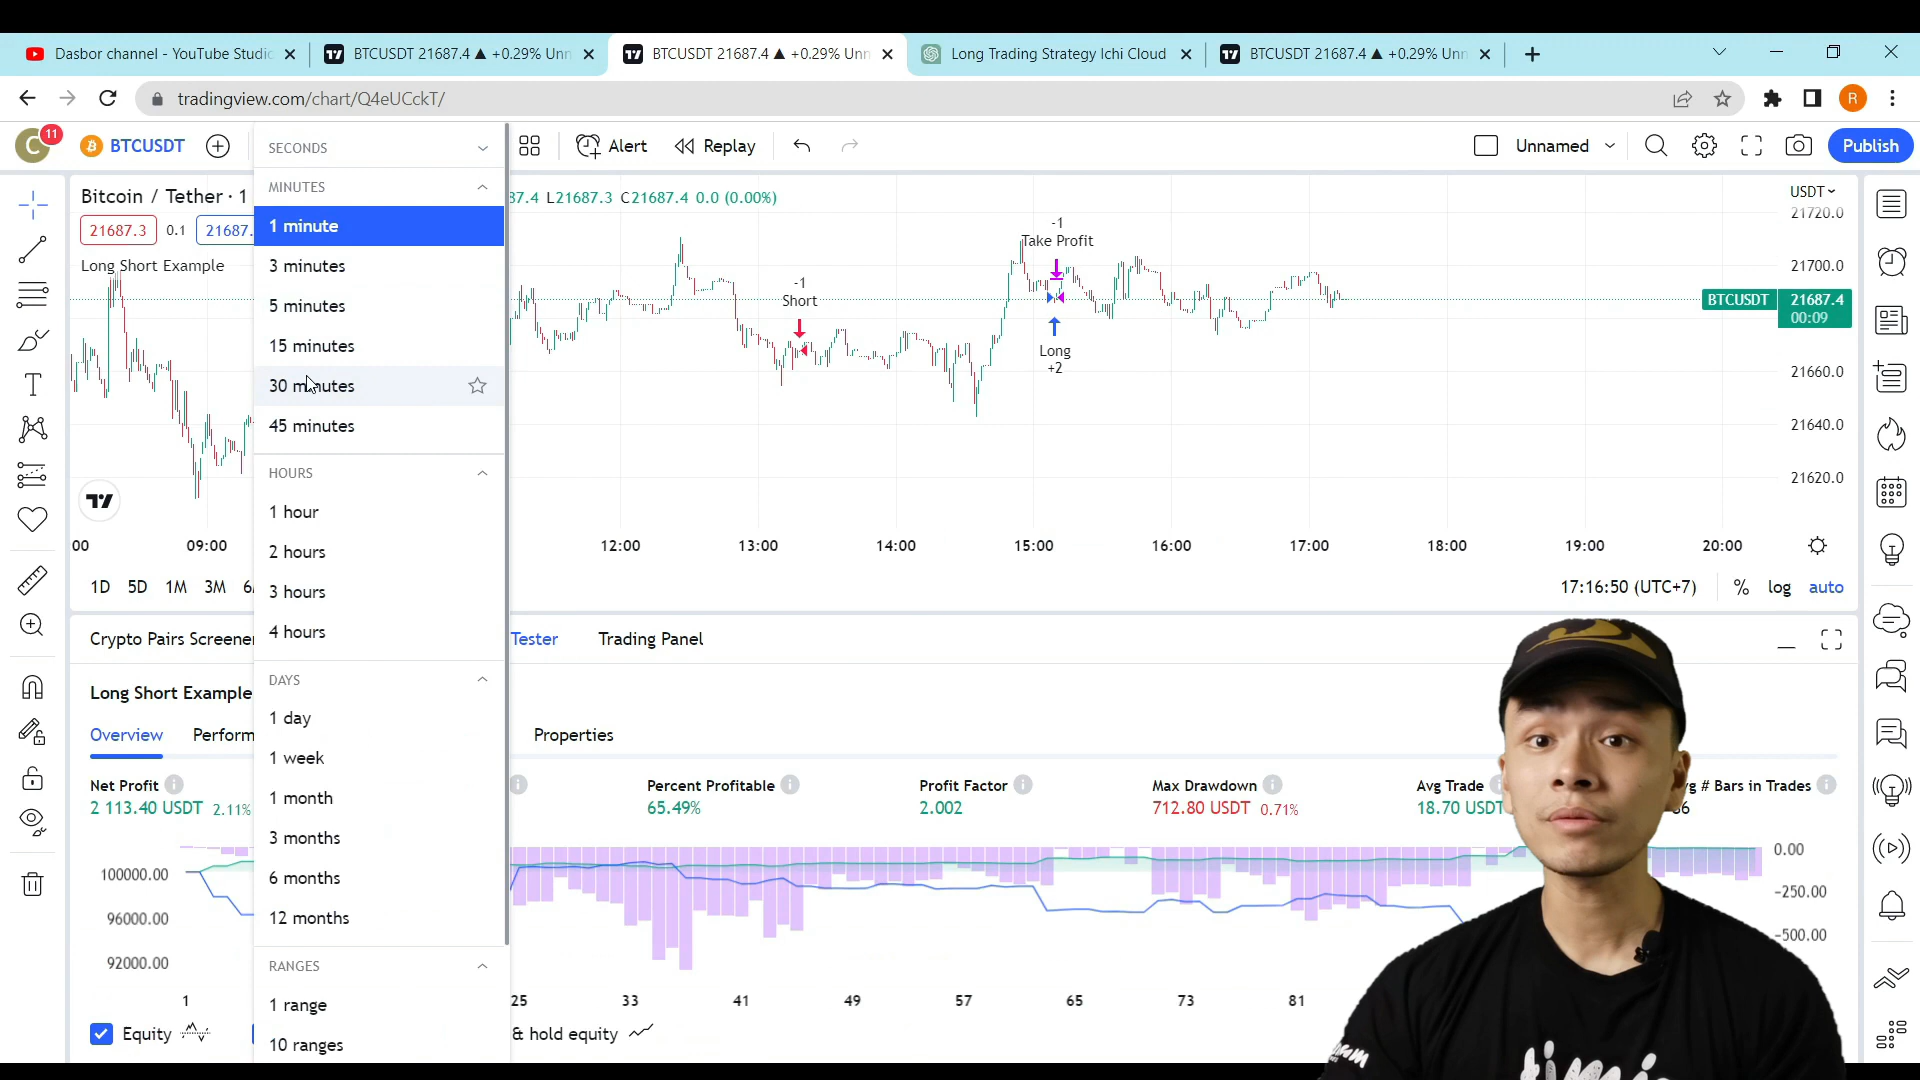 Dasbor channel - YouTube Studio
BTCUSDT 21687.4 ▲ +0.29% Unn
BTCUSDT 21687.4 ▲ +0.29% Unn
Long Trading Strategy Ichi Cloud
BTCUSDT 21687.4 ▲ +0.29% Unn
tradingview.com/chart/Q4eUCckT/
R
C
11
BTCUSDT
Alert
Replay
Unnamed
Publish
SECONDS
MINUTES
1 minute
3 minutes
5 minutes
15 minutes
30 minutes
45 minutes
HOURS
1 hour
2 hours
3 hours
4 hours
DAYS
1 day
1 week
1 month
3 months
6 months
12 months
RANGES
1 range
10 ranges
Bitcoin / Tether · 1
87.4 L21687.3 C21687.4 0.0 (0.00%)
21687.3
0.1
21687.
Long Short Example
-1
Short
-1
Take Profit
Long
+2
USDT
21720.0
21700.0
BTCUSDT
21687.4
00:09
21660.0
21640.0
21620.0
00
09:00
12:00
13:00
14:00
15:00
16:00
17:00
18:00
19:00
20:00
1D
5D
1M
3M
6
17:16:50 (UTC+7)
%
log
auto
Crypto Pairs Screener
Tester
Trading Panel
Long Short Example
Overview
Perform
Properties
Net Profit
2 113.40 USDT 2.11%
Percent Profitable
65.49%
Profit Factor
2.002
Max Drawdown
712.80 USDT 0.71%
Avg Trade
18.70 USDT
g # Bars in Trades
36
100000.00
96000.00
92000.00
0.00
-250.00
-500.00
1
25
33
41
49
57
65
73
81
Equity
& hold equity